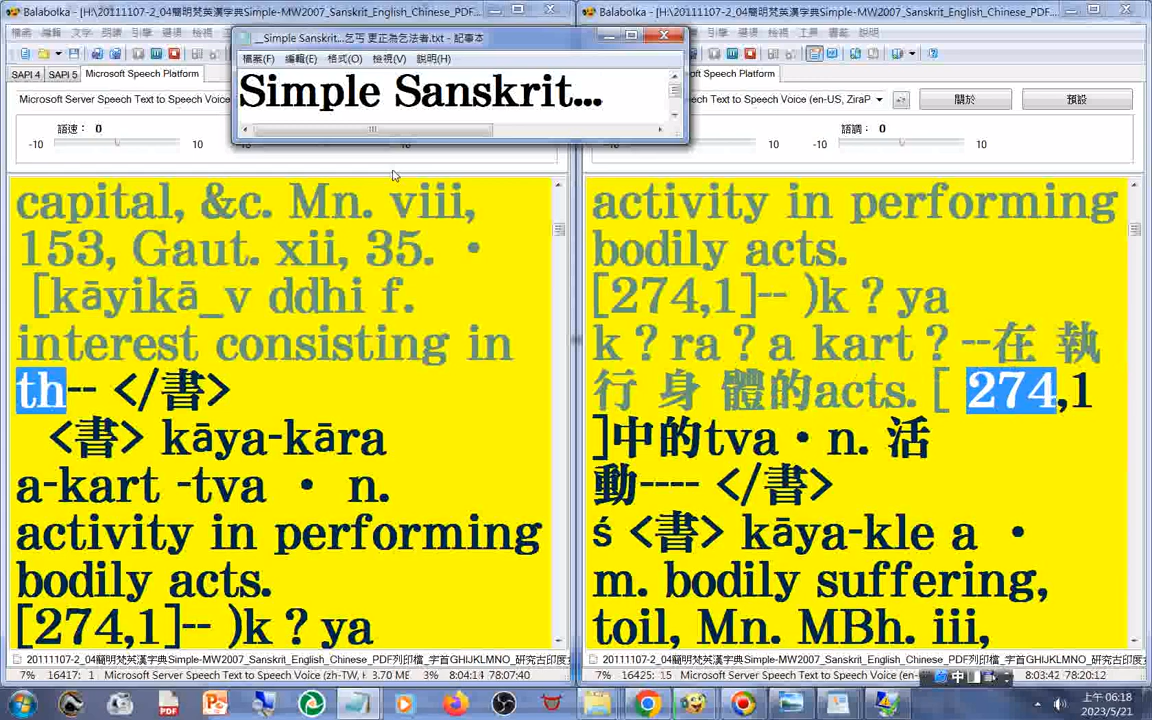 Balabolka - [H:\20111107-2_04簡明梵英漢字典Simple-MW2007_Sanskrit_English_Chinese_PDF...
Balabolka - [H:\20111107-2_04簡明梵英漢字典Simple-MW2007_Sanskrit_English_Chinese_PDF...
__Simple Sanskrit...乞丐 更正為乞法者.txt - 記事本
檔案(F) 編輯(E) 格式(O) 檢視(V) 說明(H)
Simple Sanskrit...
SAPI 4 SAPI 5 Microsoft Speech Platform
Speech Platform
Microsoft Server Speech Text to Speech Voice
ech Text to Speech Voice (en-US, ZiraP
關於
預設
語速： 0
-10 10
10
語調： 0
-10 10
capital, &c. Mn. viii,
153, Gaut. xii, 35. •
[kāyikā_v ddhi f.
interest consisting in
th-- </書>
<書> kāya-kāra
a-kart -tva • n.
activity in performing
bodily acts.
[274,1]-- )k？ya
activity in performing
bodily acts.
[274,1]-- )k？ya
k？ra？a kart？--在 執
行 身 體的acts. [ 274,1
]中的tva•n. 活
動---- </書>
ś <書> kāya-kle a •
m. bodily suffering,
toil, Mn. MBh. iii,
20111107-2_04簡明梵英漢字典Simple-MW2007_Sanskrit_English_Chinese_PDF列印檔_字首GHIJKLMNO_研究古印度
20111107-2_04簡明梵英漢字典Simple-MW2007_Sanskrit_English_Chinese_PDF列印檔_字首GHIJKLMNO_研究古印度
7% 16417: 1 Microsoft Server Speech Text to Speech Voice (zh-TW, H 3.70 ME 3% 8:04:14 78:07:40
7% 16425: 15 Microsoft Server Speech Text to Speech Voice 8:03:42 78:20:12
中
上午 06:18
2023/5/21